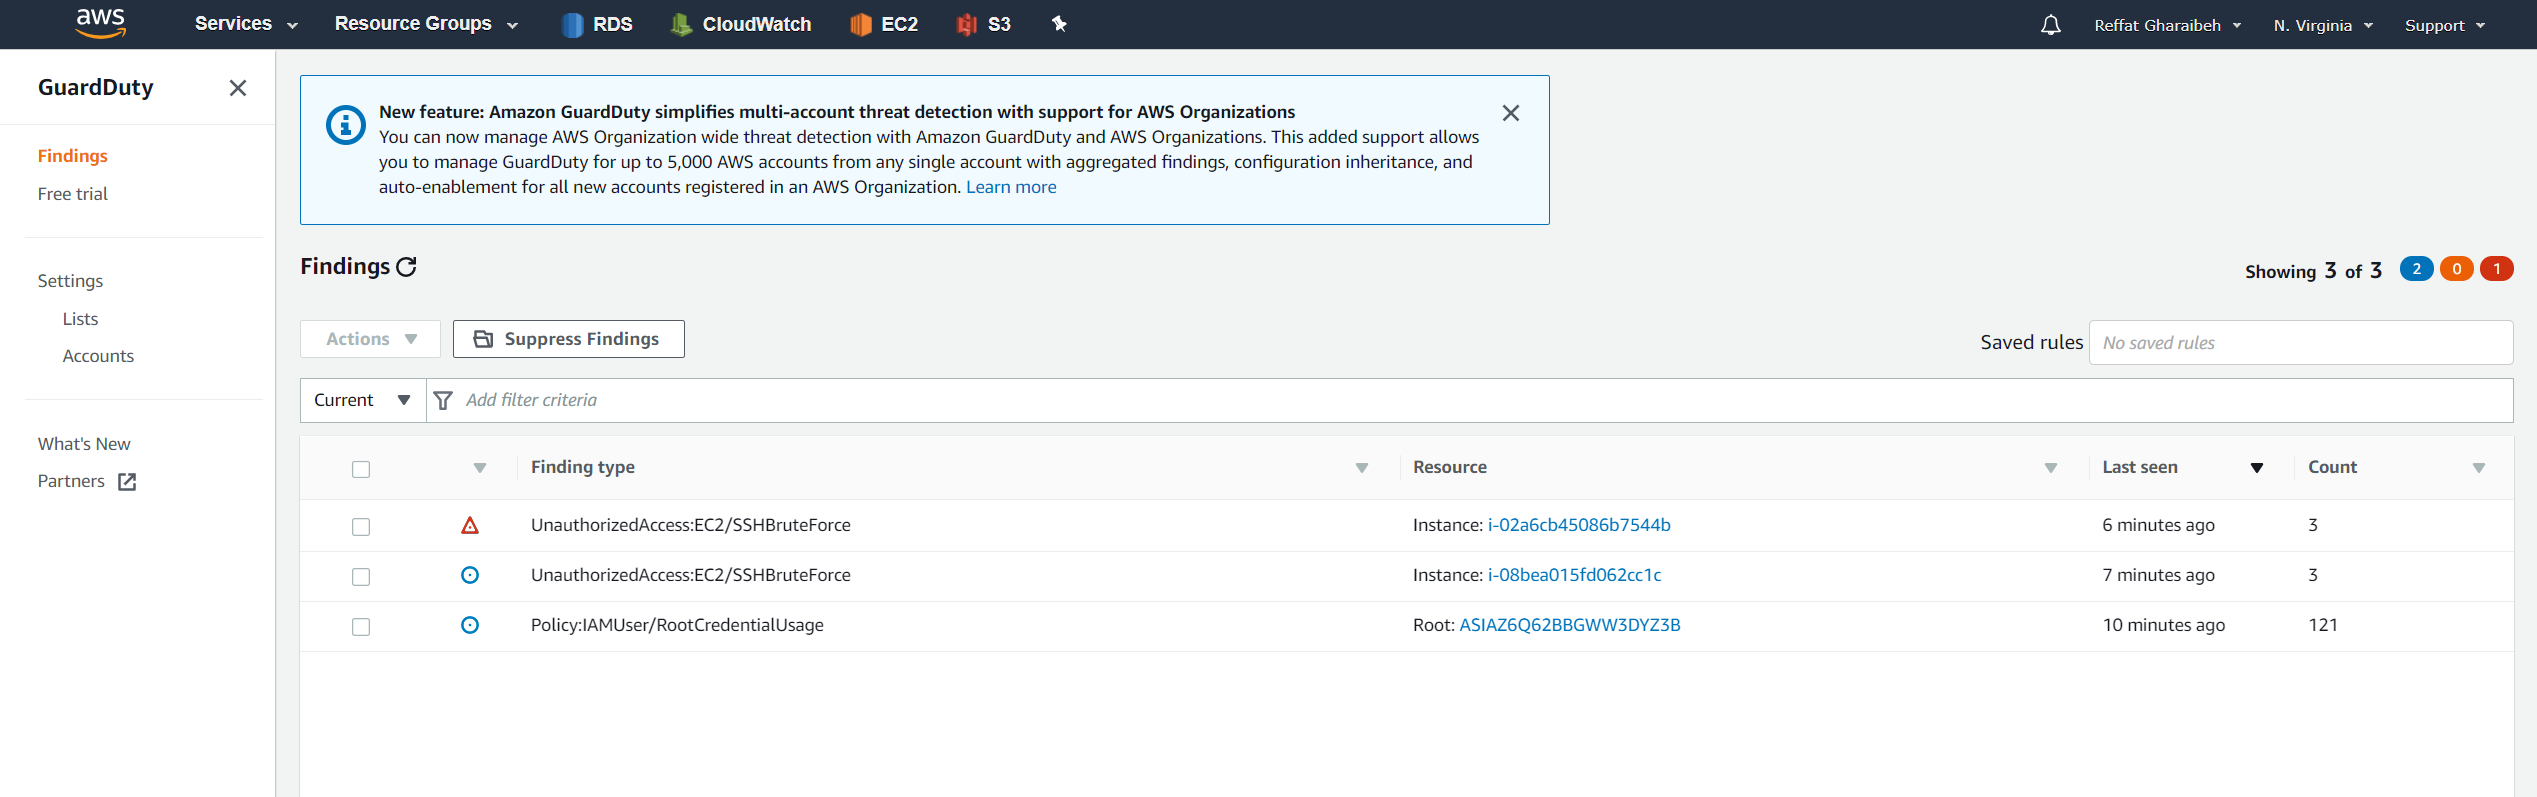 aws Services Resource Groups RDS CloudWatch EC2 S3 Reffat Gharaibeh N. Virginia Support
GuardDuty
Findings
Free trial
Settings
Lists
Accounts
What's New
Partners
New feature: Amazon GuardDuty simplifies multi-account threat detection with support for AWS Organizations
You can now manage AWS Organization wide threat detection with Amazon GuardDuty and AWS Organizations. This added support allows
you to manage GuardDuty for up to 5,000 AWS accounts from any single account with aggregated findings, configuration inheritance, and
auto-enablement for all new accounts registered in an AWS Organization. Learn more
Findings Showing 3 of 3 2 0 1
Actions Suppress Findings Saved rules No saved rules
Current Add filter criteria
Finding type Resource Last seen Count
UnauthorizedAccess:EC2/SSHBruteForce Instance: i-02a6cb45086b7544b 6 minutes ago 3
UnauthorizedAccess:EC2/SSHBruteForce Instance: i-08bea015fd062cc1c 7 minutes ago 3
Policy:IAMUser/RootCredentialUsage Root: ASIAZ6Q62BBGWW3DYZ3B 10 minutes ago 121